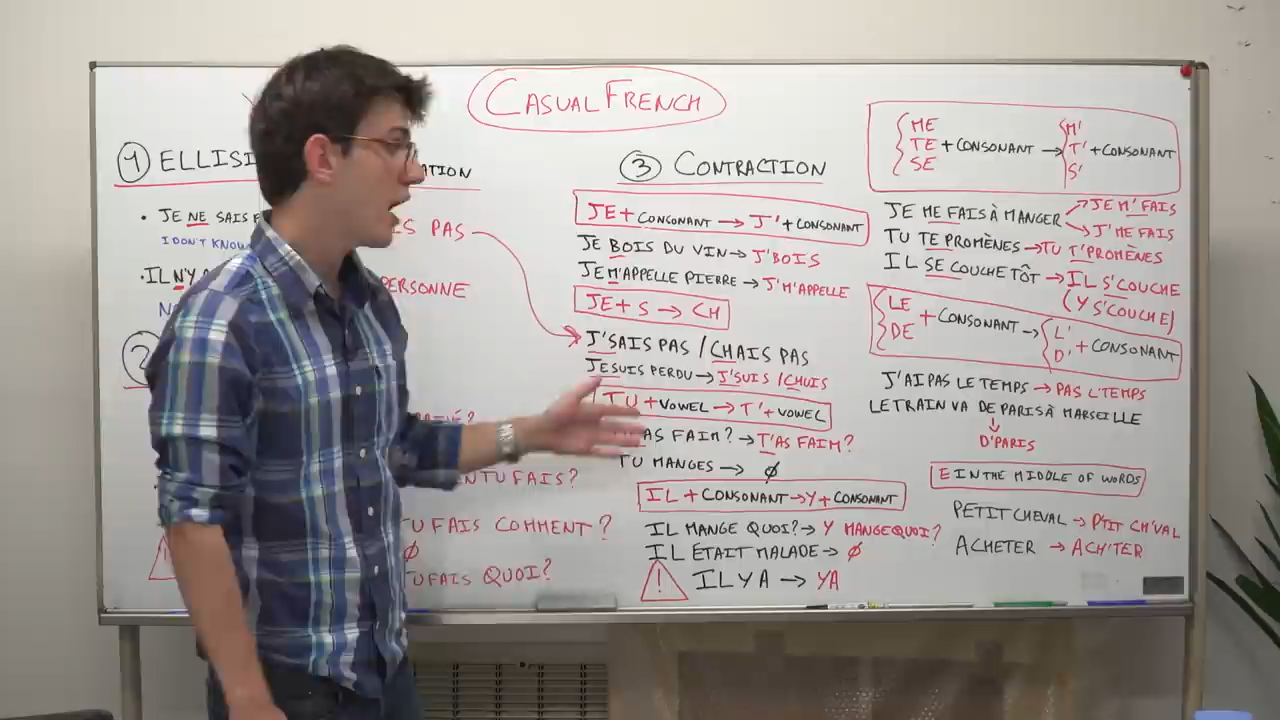 CASUAL FRENCH
① ELLISI
ATION
• JE NE SAIS
IS PAS
I DON'T KNOW
• IL N'Y A
PERSONNE
②
TU FAIS?
TU FAIS COMMENT?
Ø
TU FAIS QUOI?
③ CONTRACTION
JE + CONSONANT → J' + CONSONANT
JE BOIS DU VIN → J'BOIS
JE M'APPELLE PIERRE → J'M'APPELLE
JE + S → CH
J'SAIS PAS / CHAIS PAS
JE SUIS PERDU → J'SUIS / CHUIS
TU + VOWEL → T' + VOWEL
AS FAIM? → T'AS FAIM?
TU MANGES → Ø
IL + CONSONANT → Y + CONSONANT
IL MANGE QUOI? → Y MANGE QUOI?
IL ÉTAIT MALADE → Ø
! IL Y A → YA
ME
TE + CONSONANT → M' T' S' + CONSONANT
SE
JE ME FAIS À MANGER → JE M'FAIS
→ J'ME FAIS
TU TE PROMÈNES → TU T'PROMÈNES
IL SE COUCHE TÔT → IL S'COUCHE
(Y S'COUCHE)
LE
DE + CONSONANT → L' D' + CONSONANT
J'AI PAS LE TEMPS → PAS L'TEMPS
LE TRAIN VA DE PARIS À MARSEILLE
↓
D'PARIS
E IN THE MIDDLE OF WORDS
PETIT CHEVAL → P'TIT CH'VAL
ACHETER → ACH'TER